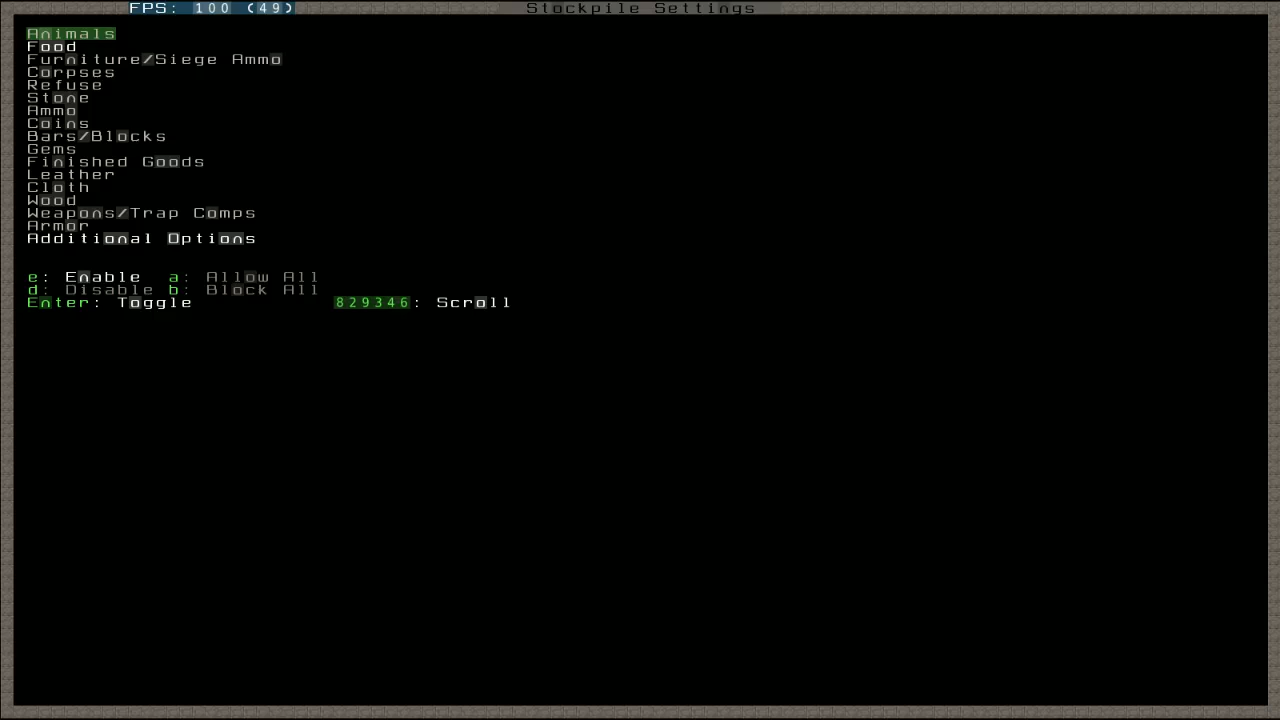 FPS: 100 (49) Stockpile Settings
Animals
Food
Furniture/Siege Ammo
Corpses
Refuse
Stone
Ammo
Coins
Bars/Blocks
Gems
Finished Goods
Leather
Cloth
Wood
Weapons/Trap Comps
Armor
Additional Options
e: Enable a: Allow All
d: Disable b: Block All
Enter: Toggle 829346: Scroll